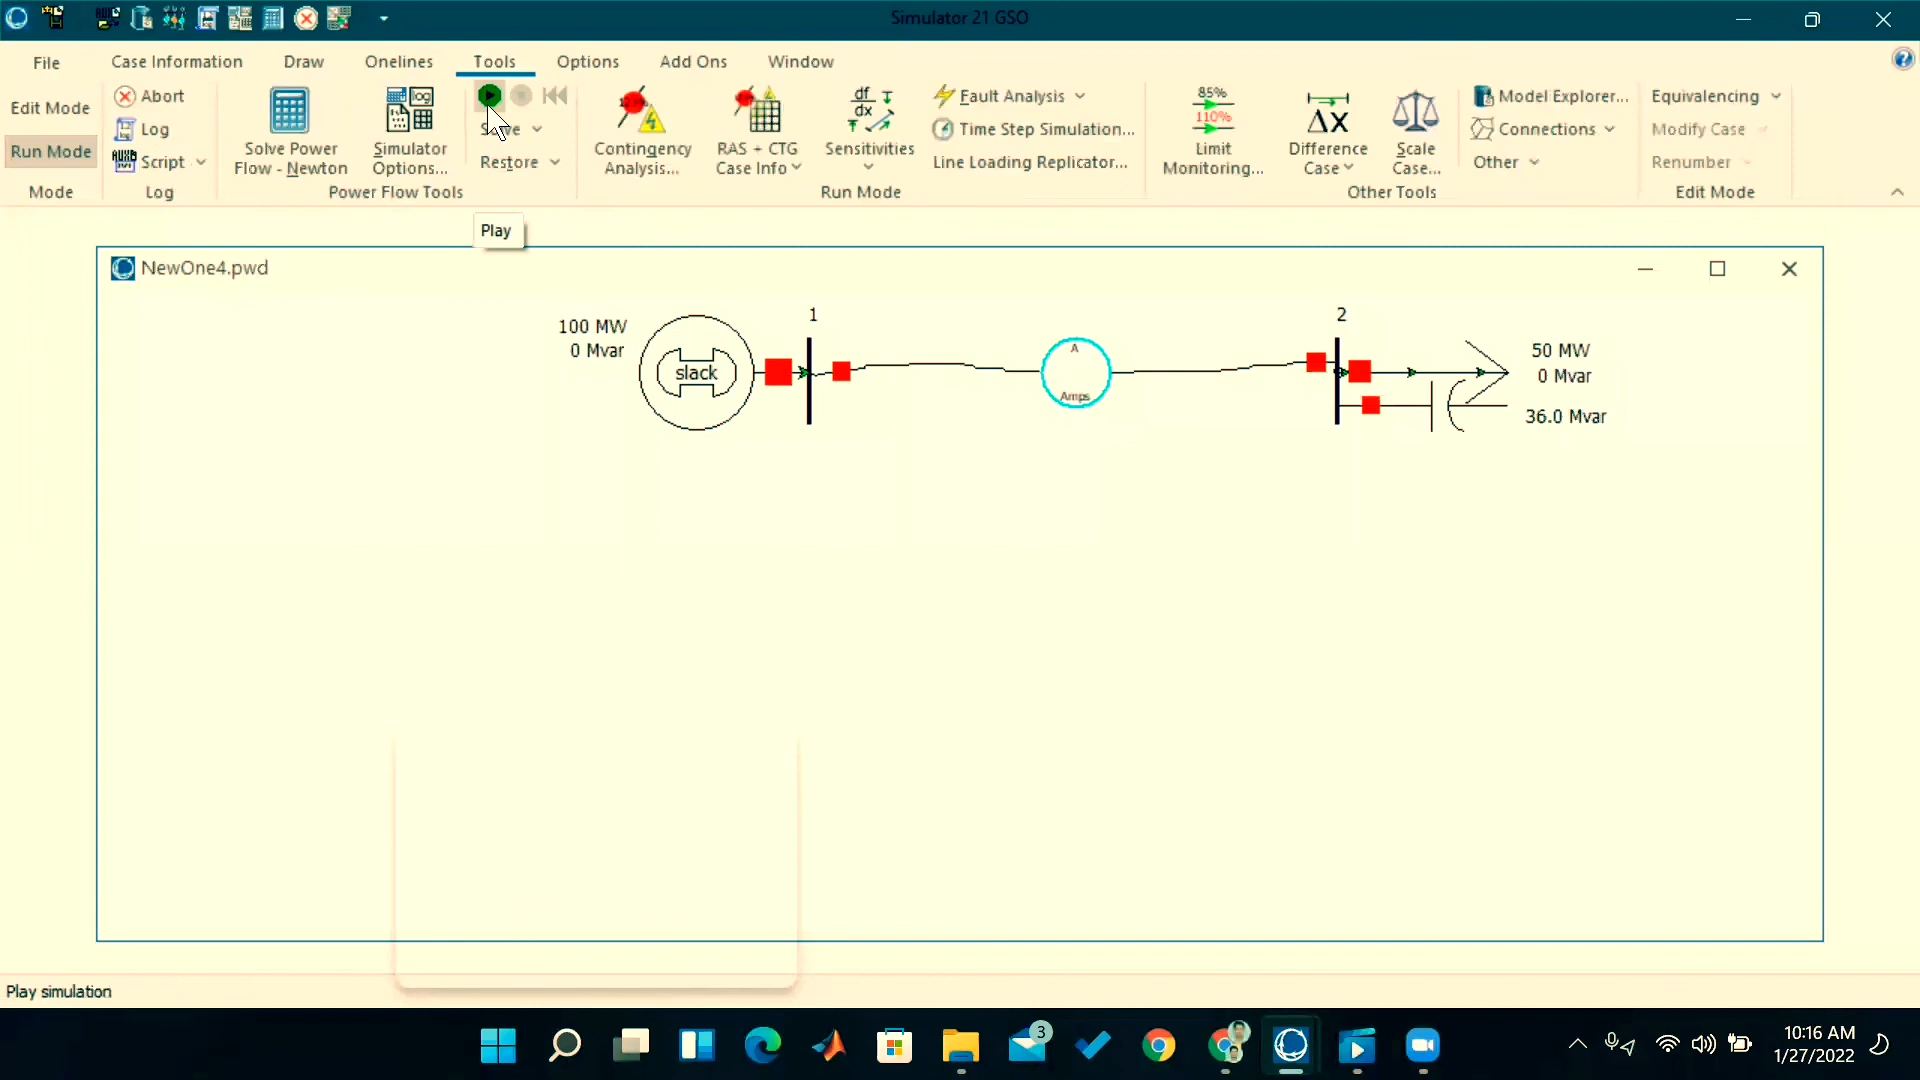 Simulator 21 GSO
File
Case Information
Draw
Onelines
Tools
Options
Add Ons
Window
Edit Mode
Run Mode
Mode
Abort
Log
Script
Log
Solve Power
Flow - Newton
Simulator
Options...
Restore
Power Flow Tools
Contingency
Analysis...
RAS + CTG
Case Info
df
dx
Sensitivities
Fault Analysis
Time Step Simulation...
Line Loading Replicator...
Run Mode
85%
110%
Limit
Monitoring...
ΔX
Difference
Case
Scale
Case...
Model Explorer...
Connections
Other
Other Tools
Equivalencing
Modify Case
Renumber
Edit Mode
log
Play
NewOne4.pwd
100 MW
0 Mvar
slack
1
A
Amps
2
50 MW
0 Mvar
36.0 Mvar
Play simulation
3
10:16 AM
1/27/2022